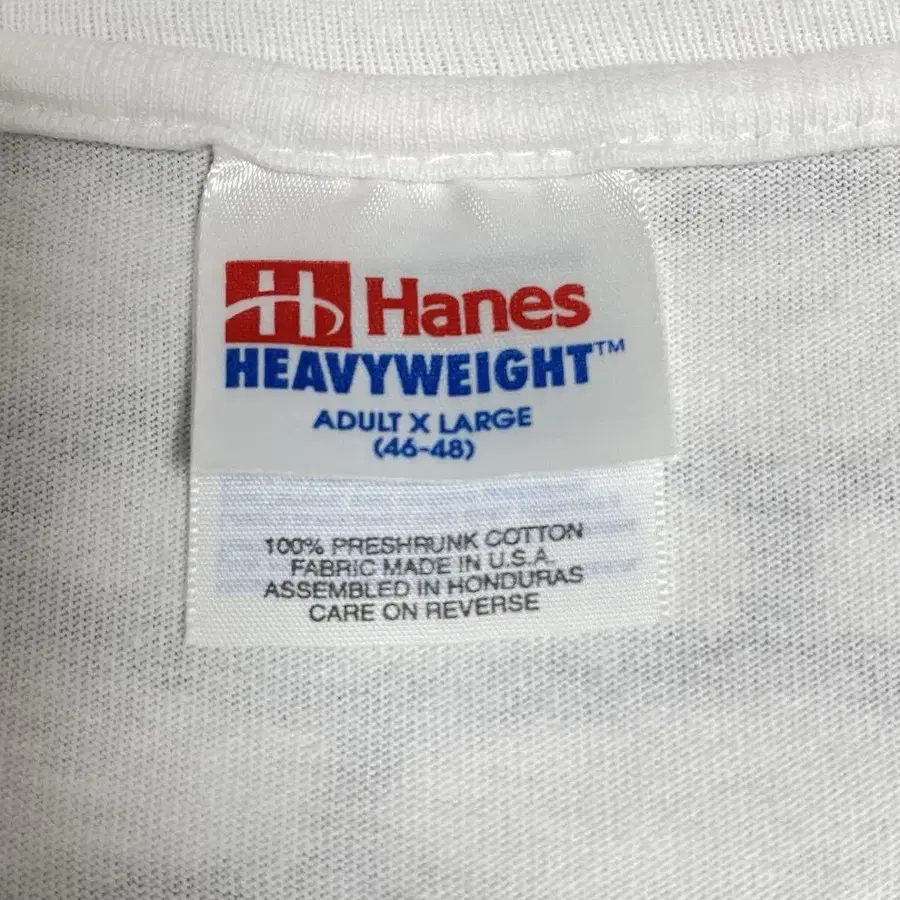 H Hanes
HEAVYWEIGHT™
ADULT X LARGE
(46-48)
100% PRESHRUNK COTTON
FABRIC MADE IN U.S.A.
ASSEMBLED IN HONDURAS
CARE ON REVERSE